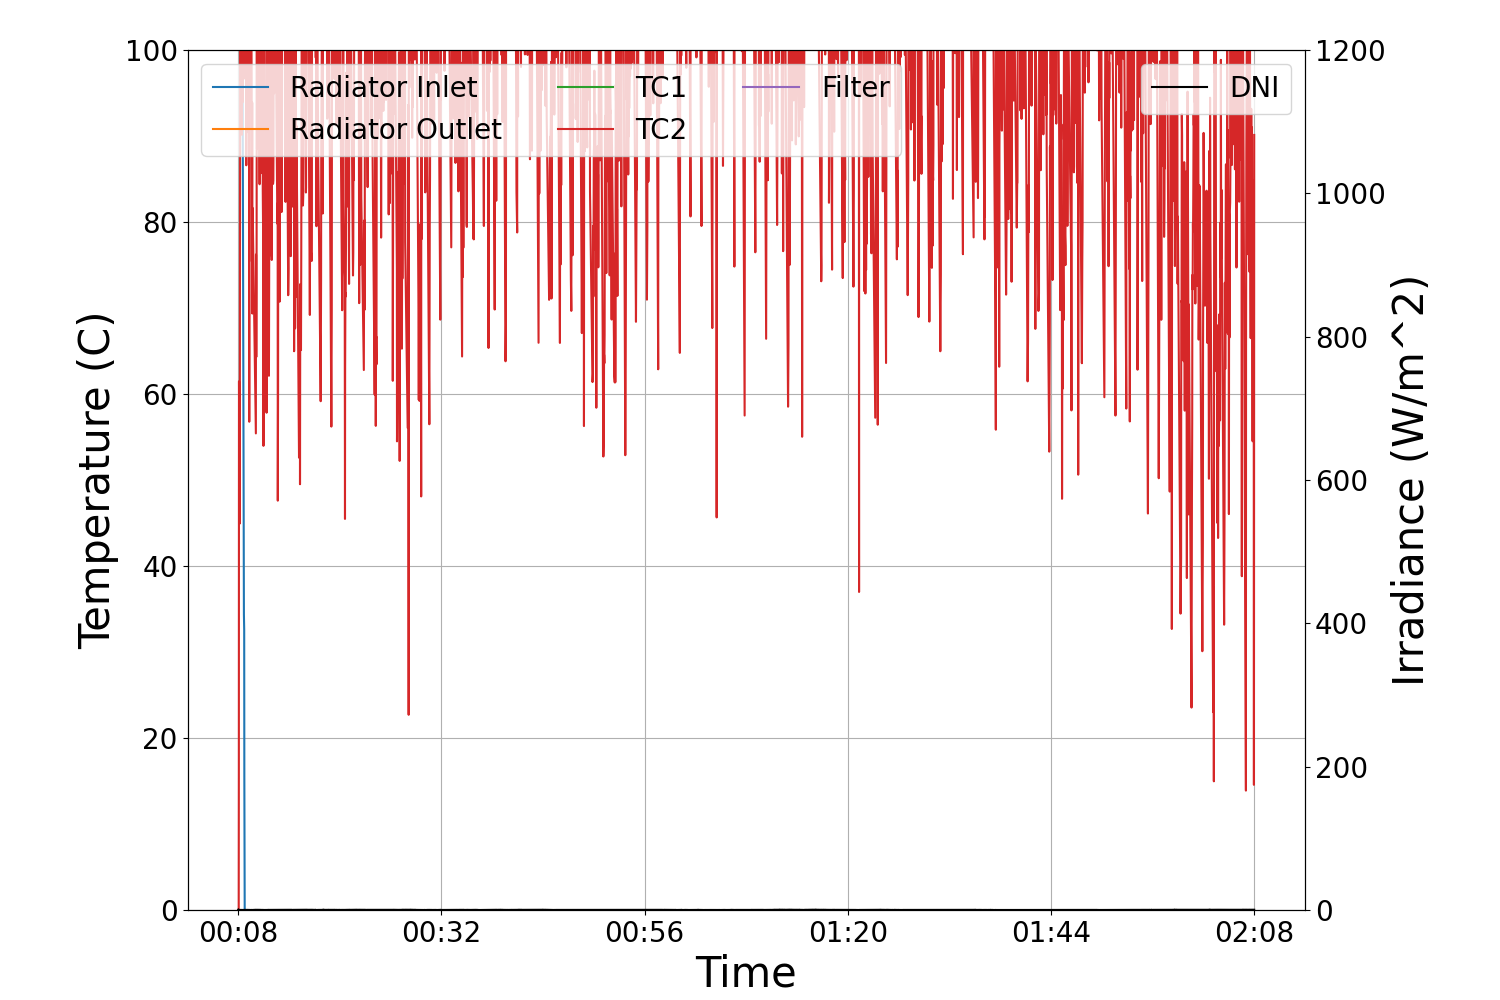 100
80
60
40
20
0
Temperature (C)
Radiator Inlet
Radiator Outlet
TC1
TC2
Filter
DNI
1200
1000
800
600
400
200
0
Irradiance (W/m^2)
00:08 00:32 00:56 01:20 01:44 02:08
Time